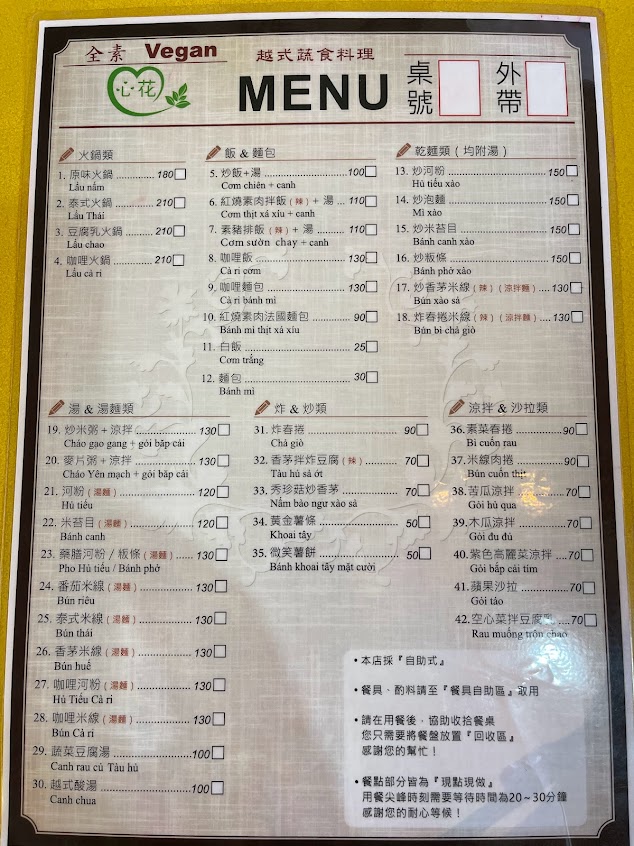 全素 Vegan
越式蔬食料理
心花
MENU
桌號
外帶
火鍋類
1. 原味火鍋 180
Lẩu nấm
2. 泰式火鍋 210
Lẩu Thái
3. 豆腐乳火鍋 210
Lẩu chao
4. 咖哩火鍋 210
Lẩu cà ri
飯 & 麵包
5. 炒飯+湯 100
Cơm chiên + canh
6. 紅燒素肉拌飯(辣)+ 湯 110
Cơm thịt xá xíu + canh
7. 素豬排飯(辣)+ 湯 110
Cơm sườn chay + canh
8. 咖哩飯 130
Cà ri cơm
9. 咖哩麵包 130
Cà ri bánh mì
10. 紅燒素肉法國麵包 90
Bánh mì thịt xá xíu
11. 白飯 25
Cơm trắng
12. 麵包 30
Bánh mì
乾麵類(均附湯)
13. 炒河粉 150
Hủ tiếu xào
14. 炒泡麵 150
Mì xào
15. 炒米苔目 150
Bánh canh xào
16. 炒粄條 150
Bánh phở xào
17. 炒香茅米線(辣)(涼拌麵) 130
Bún xào sả
18. 炸春捲米線(辣)(涼拌麵) 130
Bún bì chả giò
湯 & 湯麵類
19. 炒米粥+涼拌 130
Cháo gạo gang + gỏi bắp cải
20. 麥片粥+涼拌 130
Cháo Yến mạch + gỏi bắp cải
21. 河粉(湯麵) 120
Hủ tiếu
22. 米苔目(湯麵) 120
Bánh canh
23. 藥膳河粉 / 粄條(湯麵) 130
Pho Hủ tiếu / Bánh phở
24. 番茄米線(湯麵) 130
Bún riêu
25. 泰式米線(湯麵) 130
Bún thái
26. 香茅米線(湯麵) 130
Bún huế
27. 咖哩河粉(湯麵) 130
Hủ Tiếu Cà ri
28. 咖哩米線(湯麵) 130
Bún Cà ri
29. 蔬菜豆腐湯 100
Canh rau củ Tàu hủ
30. 越式酸湯 100
Canh chua
炸 & 炒類
31. 炸春捲 90
Chả giò
32. 香茅拌炸豆腐(辣) 70
Tàu hủ sả ớt
33. 秀珍菇炒香茅 70
Nấm bào ngư xào sả
34. 黃金薯條 50
Khoai tây
35. 微笑薯餅 50
Bánh khoai tây mặt cười
涼拌 & 沙拉類
36. 素菜春捲 90
Bì cuốn rau
37. 米線肉捲 90
Bún cuốn thịt
38. 苦瓜涼拌 70
Gỏi hủ qua
39. 木瓜涼拌 70
Gỏi đu đủ
40. 紫色高麗菜涼拌 70
Gỏi bắp cải tím
41. 蘋果沙拉 70
Gỏi táo
42. 空心菜拌豆腐乳 70
Rau muống trộn chao
• 本店採『自助式』
• 餐具、酌料請至『餐具自助區』取用
• 請在用餐後,協助收拾餐桌
您只需要將餐盤放置『回收區』
感謝您的幫忙!
• 餐點部分皆為『現點現做』
用餐尖峰時刻需要等待時間為20~30分鐘
感謝您的耐心等候!